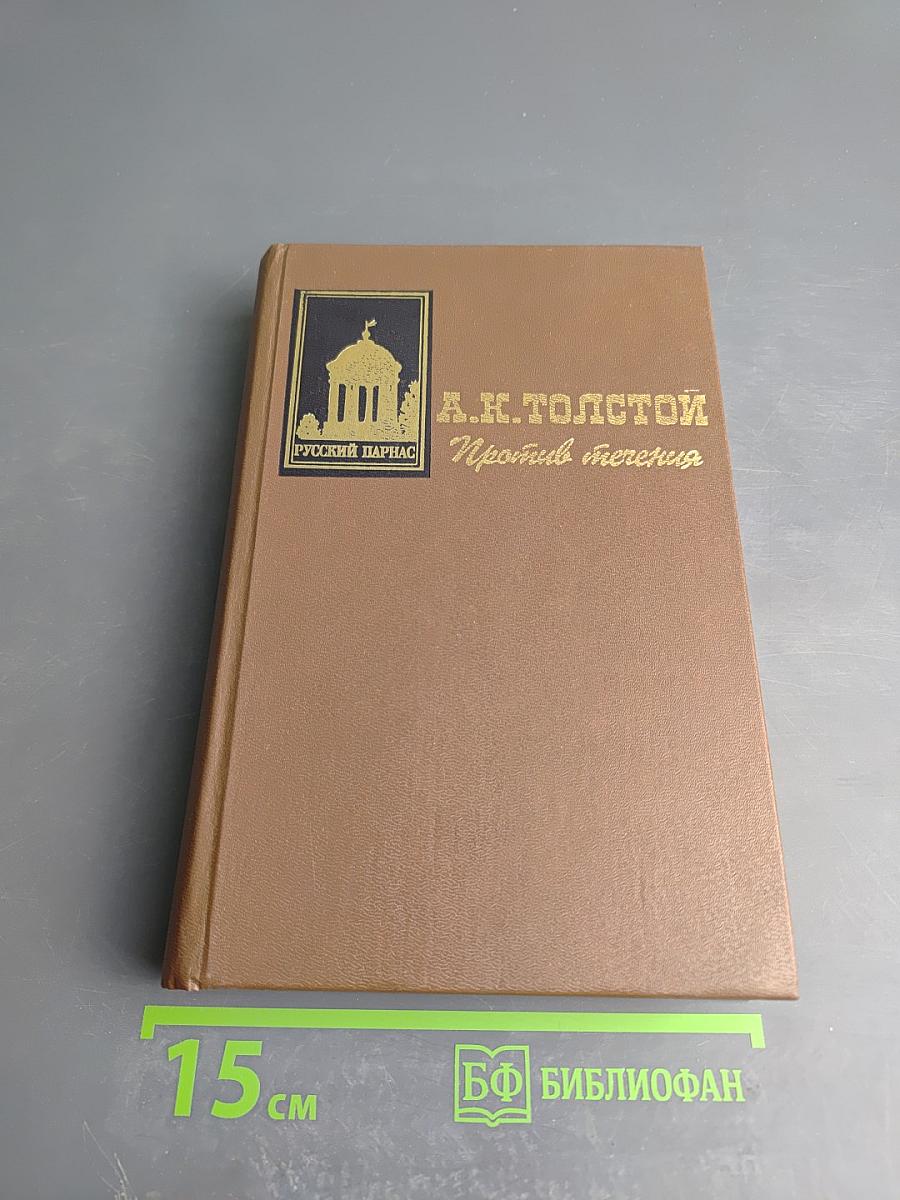 А.К.ТОЛСТОЙ
Против течения
РУССКИЙ ПАРНАС
15 см
БФ БИБЛИОФАН